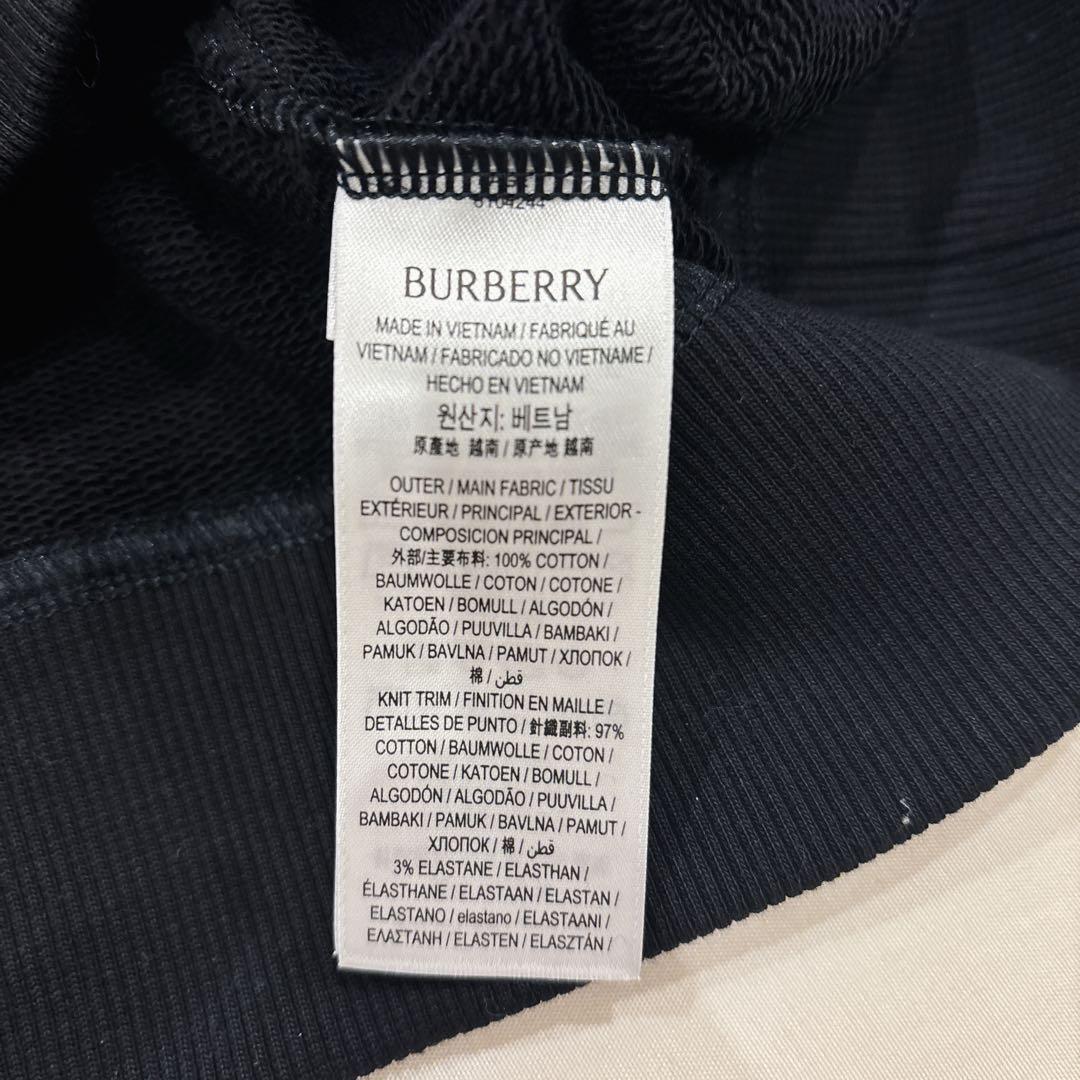 BURBERRY
MADE IN VIETNAM / FABRIQUÉ AU
VIETNAM / FABRICADO NO VIETNAME /
HECHO EN VIETNAM
원산지: 베트남
原產地 越南 / 原产地 越南
OUTER / MAIN FABRIC / TISSU
EXTÉRIEUR / PRINCIPAL / EXTERIOR -
COMPOSICION PRINCIPAL /
外部/主要布料: 100% COTTON /
BAUMWOLLE / COTON / COTONE /
KATOEN / BOMULL / ALGODÓN /
ALGODÃO / PUUVILLA / BAMBAKI /
PAMUK / BAVLNA / PAMUT / ХЛОПОК /
棉 / قطن
KNIT TRIM / FINITION EN MAILLE /
DETALLES DE PUNTO / 針織副料: 97%
COTTON / BAUMWOLLE / COTON /
COTONE / KATOEN / BOMULL /
ALGODÓN / ALGODÃO / PUUVILLA /
BAMBAKI / PAMUK / BAVLNA / PAMUT /
ХЛОПОК / 棉 / قطن
3% ELASTANE / ELASTHAN /
ÉLASTHANE / ELASTAAN / ELASTAN /
ELASTANO / elastano / ELASTAANI /
ΕΛΑΣΤΑΝΗ / ELASTEN / ELASZTÁN /